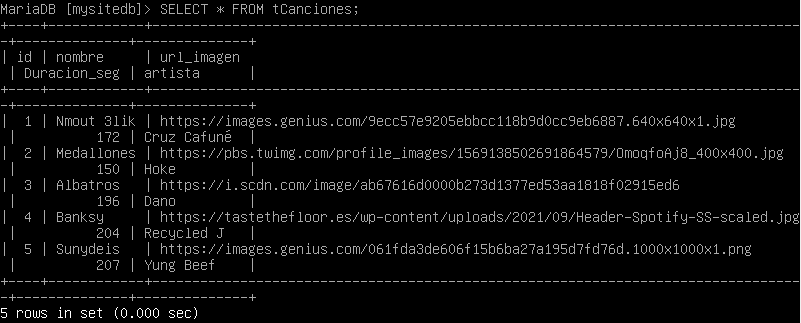 MariaDB [mysitedb]> SELECT * FROM tCanciones;
+----+-----------+------------------------------------------------------------------------------------
-+--------------+--------------+
| id | nombre    | url_imagen
 | Duracion_seg | artista      |
+----+-----------+------------------------------------------------------------------------------------
-+--------------+--------------+
|  1 | Nmout 3lik | https://images.genius.com/9ecc57e9205ebbcc118b9d0cc9eb6887.640x640x1.jpg
 |          172 | Cruz Cafuné  |
|  2 | Medallones | https://pbs.twimg.com/profile_images/1569138502691864579/OmoqfoAj8_400x400.jpg
 |          150 | Hoke         |
|  3 | Albatros   | https://i.scdn.com/image/ab67616d0000b273d1377ed53aa1818f02915ed6
 |          196 | Dano         |
|  4 | Banksy     | https://tastethefloor.es/wp-content/uploads/2021/09/Header-Spotify-SS-scaled.jpg
 |          204 | Recycled J   |
|  5 | Sunydeis   | https://images.genius.com/061fda3de606f15b6ba27a195d7fd76d.1000x1000x1.png
 |          207 | Yung Beef    |
+----+-----------+------------------------------------------------------------------------------------
-+--------------+--------------+
5 rows in set (0.000 sec)